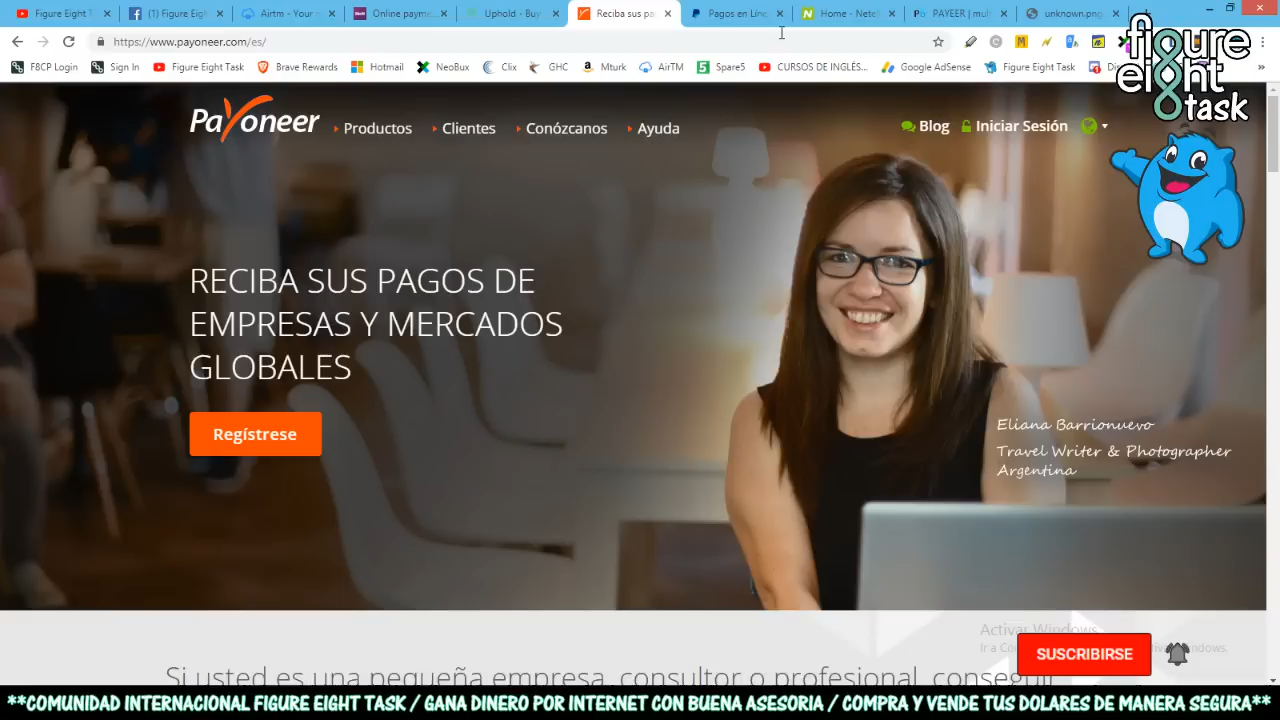 Figure Eight T
(1) Figure Eigh
Airtm - Your
Online payme
Uphold - Buy
Reciba sus pa
Pagos en Líne
Home - Netell
PAYEER | mul
unknown.png
https://www.payoneer.com/es/
F8CP Login
Sign In
Figure Eight Task
Brave Rewards
Hotmail
NeoBux
Clix
GHC
Mturk
AirTM
Spare5
CURSOS DE INGLÉS...
Google AdSense
Figure Eight Task
figure
eight
task
Payoneer
Productos
Clientes
Conózcanos
Ayuda
Blog
Iniciar Sesión
RECIBA SUS PAGOS DE
EMPRESAS Y MERCADOS
GLOBALES
Regístrese
Eliana Barrionuevo
Travel Writer & Photographer
Argentina
Activar Windows
SUSCRIBIRSE
Si usted es una pequeña empresa, consultor o profesional, conseguir
**COMUNIDAD INTERNACIONAL FIGURE EIGHT TASK / GANA DINERO POR INTERNET CON BUENA ASESORIA / COMPRA Y VENDE TUS DOLARES DE MANERA SEGURA**